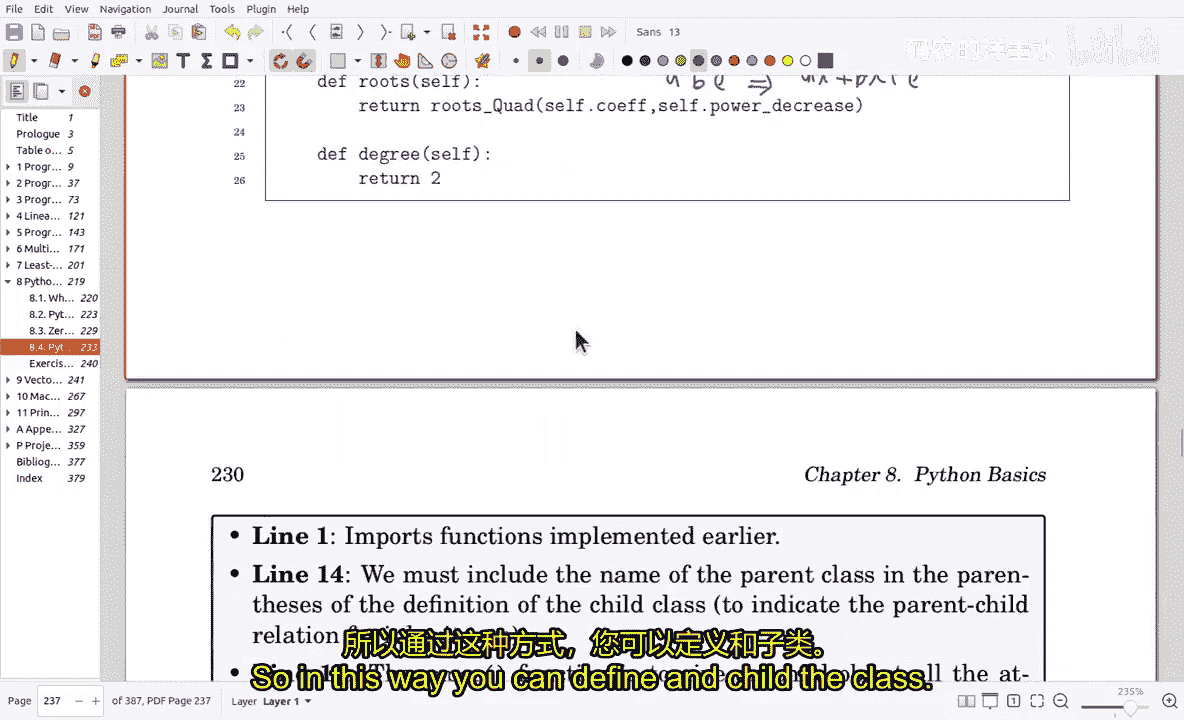 File Edit View Navigation Journal Tools Plugin Help
Sans 13
Title 1
Prologue 3
Table o... 5
1 Progr... 9
2 Progr... 37
3 Progr... 73
4 Linea... 121
5 Progr... 143
6 Multi... 171
7 Least-... 201
8 Pytho... 219
8.1. Wh... 220
8.2. Pyt... 223
8.3. Zer... 229
8.4. Pyt... 233
Exercis... 240
9 Vecto... 241
10 Mac... 267
11 Prin... 297
A Appe... 327
P Proje... 359
Bibliog... 377
Index 379
22 def roots(self):
23 return roots_Quad(self.coeff,self.power_decrease)
24
25 def degree(self):
26 return 2
230 Chapter 8. Python Basics
• Line 1: Imports functions implemented earlier.
• Line 14: We must include the name of the parent class in the paren-
theses of the definition of the child class (to indicate the parent-child
relation
所以通过这种方式，您可以定义和子类。
So in this way you can define and child the class.
Page 237 of 387, PDF Page 237 Layer Layer 1 235%